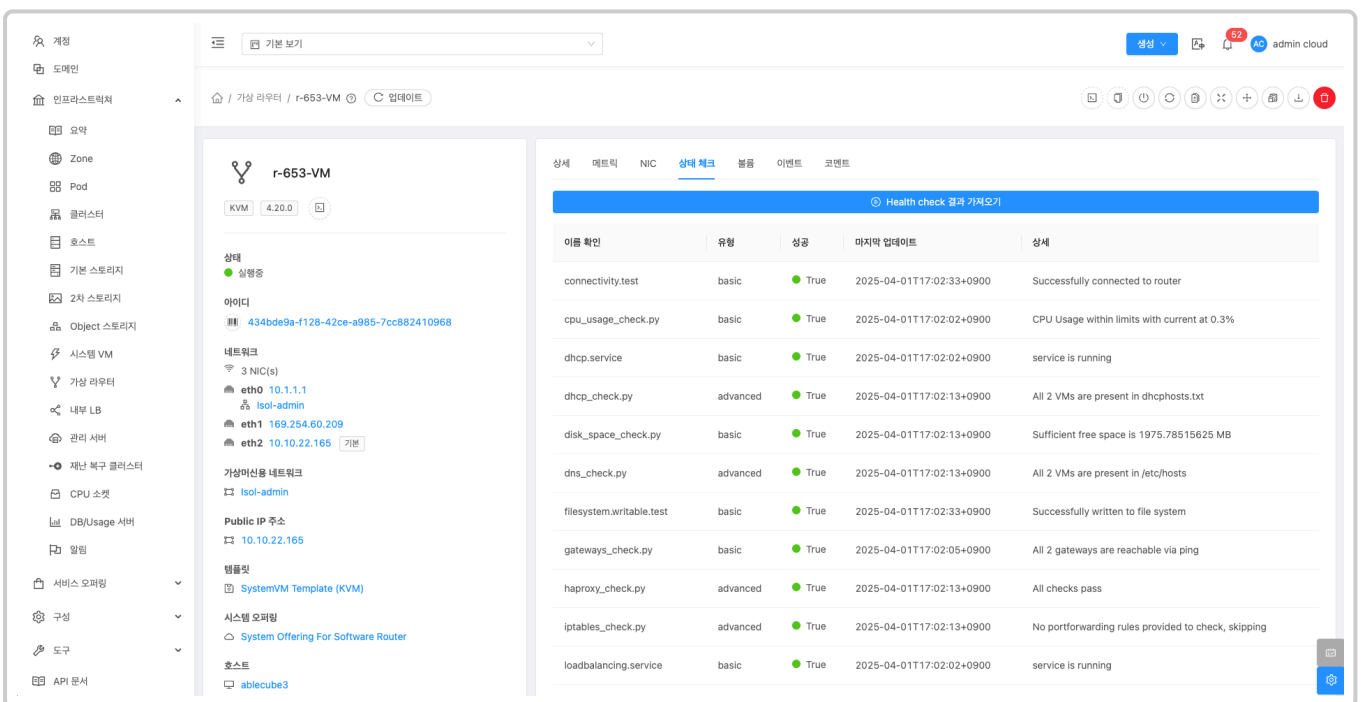 계정
도메인
인프라스트럭쳐
요약
Zone
Pod
클러스터
호스트
기본 스토리지
2차 스토리지
Object 스토리지
시스템 VM
가상 라우터
내부 LB
관리 서버
재난 복구 클러스터
CPU 소켓
DB/Usage 서버
알림
서비스 오퍼링
구성
도구
API 문서
기본 보기
생성
52
AC admin cloud
/ 가상 라우터 / r-653-VM 업데이트
r-653-VM
KVM 4.20.0
상태
실행중
아이디
434bde9a-f128-42ce-a985-7cc882410968
네트워크
3 NIC(s)
eth0 10.1.1.1
lsol-admin
eth1 169.254.60.209
eth2 10.10.22.165 기본
가상머신용 네트워크
lsol-admin
Public IP 주소
10.10.22.165
템플릿
SystemVM Template (KVM)
시스템 오퍼링
System Offering For Software Router
호스트
ablecube3
상세 메트릭 NIC 상태 체크 볼륨 이벤트 코멘트
Health check 결과 가져오기
이름 확인 유형 성공 마지막 업데이트 상세
connectivity.test basic True 2025-04-01T17:02:33+0900 Successfully connected to router
cpu_usage_check.py basic True 2025-04-01T17:02:02+0900 CPU Usage within limits with current at 0.3%
dhcp.service basic True 2025-04-01T17:02:02+0900 service is running
dhcp_check.py advanced True 2025-04-01T17:02:13+0900 All 2 VMs are present in dhcphosts.txt
disk_space_check.py basic True 2025-04-01T17:02:13+0900 Sufficient free space is 1975.78515625 MB
dns_check.py advanced True 2025-04-01T17:02:13+0900 All 2 VMs are present in /etc/hosts
filesystem.writable.test basic True 2025-04-01T17:02:33+0900 Successfully written to file system
gateways_check.py basic True 2025-04-01T17:02:05+0900 All 2 gateways are reachable via ping
haproxy_check.py advanced True 2025-04-01T17:02:13+0900 All checks pass
iptables_check.py advanced True 2025-04-01T17:02:13+0900 No portforwarding rules provided to check, skipping
loadbalancing.service basic True 2025-04-01T17:02:02+0900 service is running